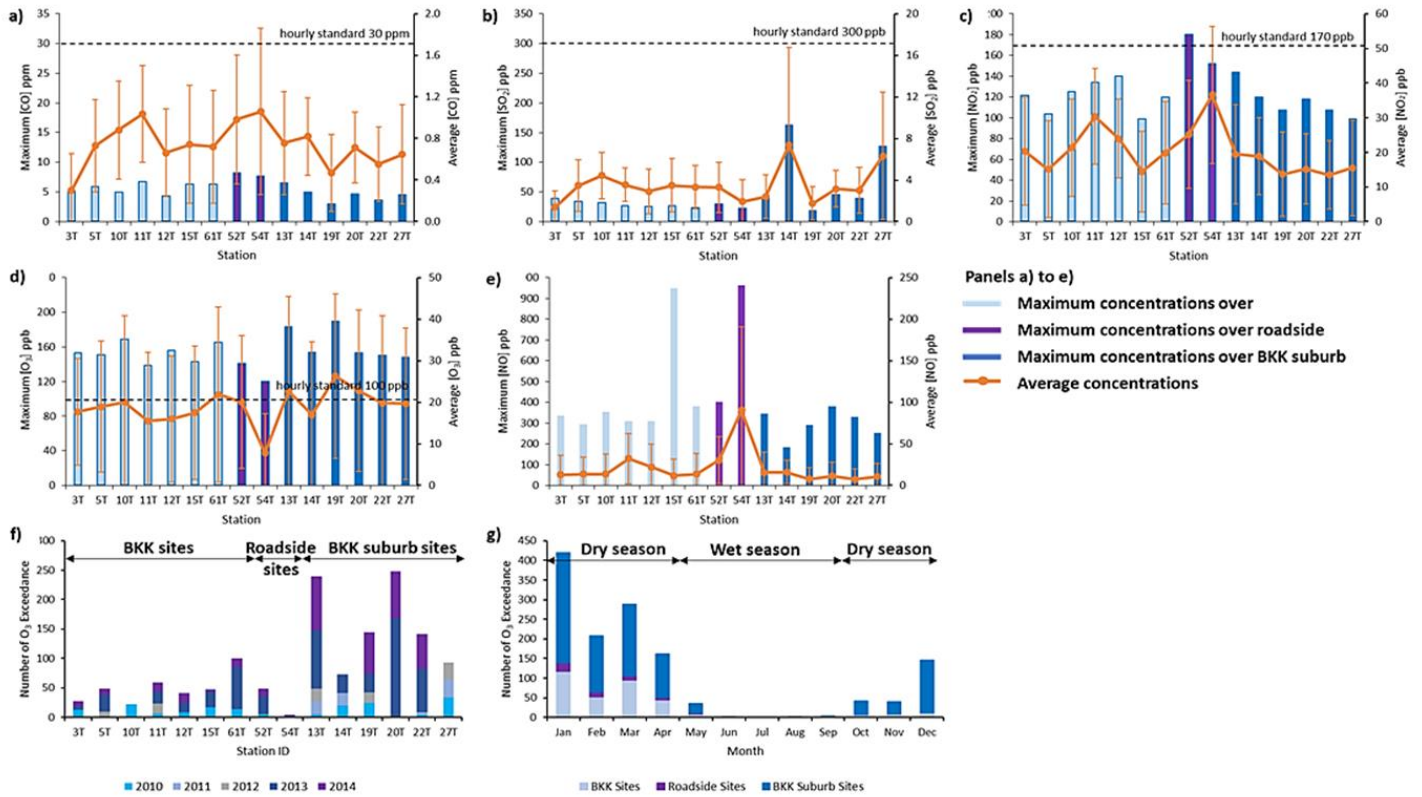 a)
35
30
25
20
15
10
5
0
Maximum [CO] ppm
hourly standard 30 ppm
2.0
1.6
1.2
0.8
0.4
0.0
Average [CO] ppm
3T 5T 10T 11T 12T 15T 61T 52T 54T 13T 14T 19T 20T 22T 27T
Station
b)
350
300
250
200
150
100
50
0
Maximum [SO2] ppb
hourly standard 300 ppb
20
16
12
8
4
0
Average [SO2] ppb
3T 5T 10T 11T 12T 15T 61T 52T 54T 13T 14T 19T 20T 22T 27T
Station
c)
00
180
160
140
120
100
80
60
40
20
0
Maximum [NO2] ppb
hourly standard 170 ppb
60
50
40
30
20
10
0
Average [NO2] ppb
3T 5T 10T 11T 12T 15T 61T 52T 54T 13T 14T 19T 20T 22T 27T
Station
d)
0
200
160
120
80
40
0
Maximum [O3] ppb
hourly standard 100 ppb
50
40
30
20
10
0
Average [O3] ppb
3T 5T 10T 11T 12T 15T 61T 52T 54T 13T 14T 19T 20T 22T 27T
Station
e)
00
900
800
700
600
500
400
300
200
100
0
Maximum [NO] ppb
250
200
150
100
50
0
Average [NO] ppb
3T 5T 10T 11T 12T 15T 61T 52T 54T 13T 14T 19T 20T 22T 27T
Station
Panels a) to e)
Maximum concentrations over
Maximum concentrations over roadside
Maximum concentrations over BKK suburb
Average concentrations
f)
00
250
200
150
100
50
0
Number of O3 Exceedance
BKK sites
Roadside
sites
BKK suburb sites
3T 5T 10T 11T 12T 15T 61T 52T 54T 13T 14T 19T 20T 22T 27T
Station ID
2010 2011 2012 2013 2014
g)
450
400
350
300
250
200
150
100
50
0
Number of O3 Exceedance
Dry season
Wet season
Dry season
Jan Feb Mar Apr May Jun Jul Aug Sep Oct Nov Dec
Month
BKK Sites Roadside Sites BKK Suburb Sites